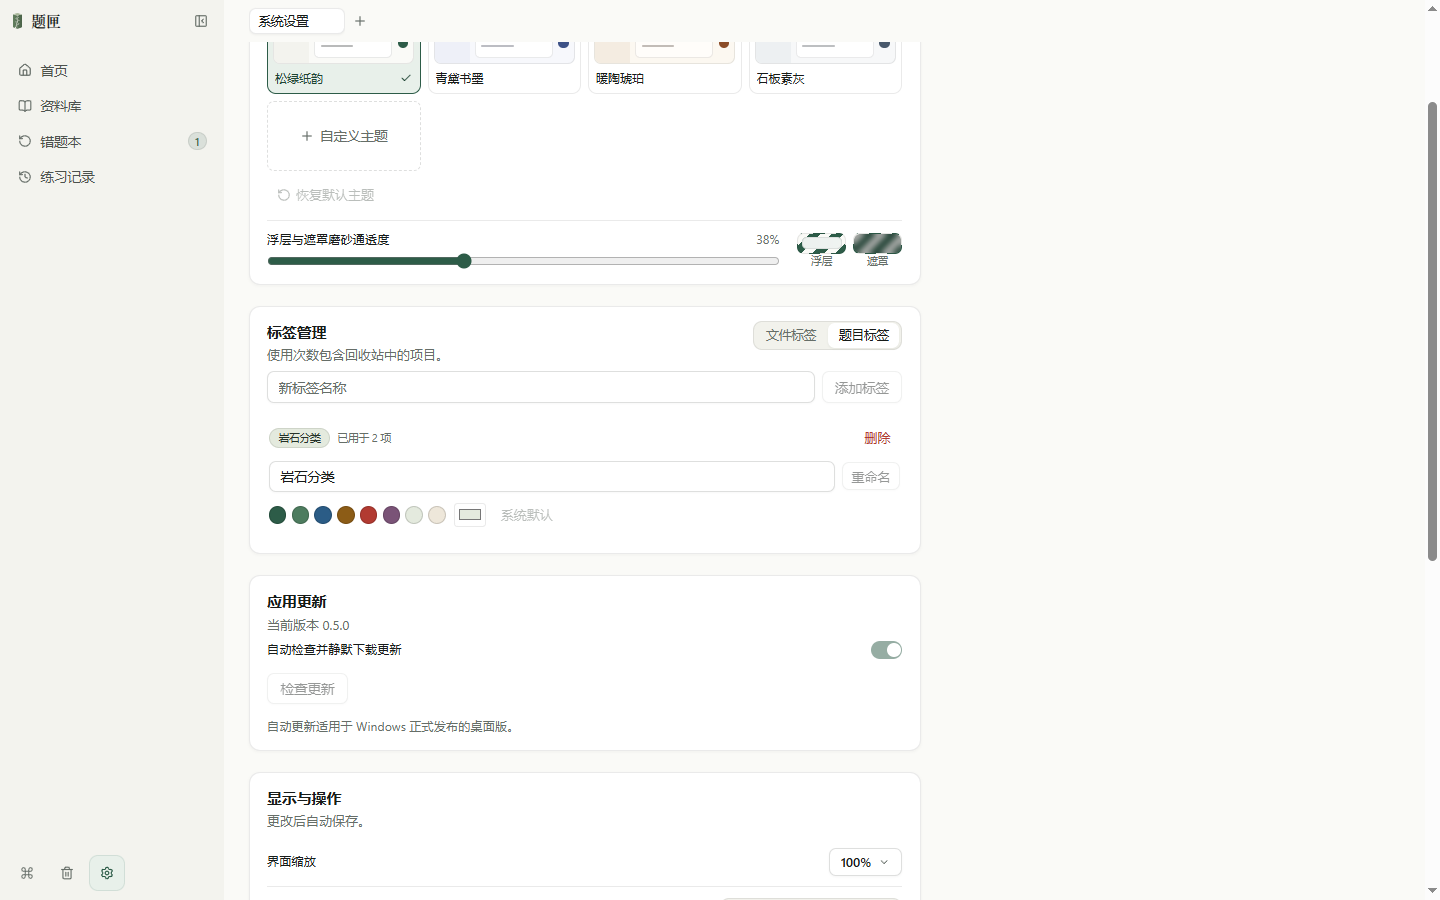 题匣
系统设置
首页
资料库
错题本 1
练习记录
松绿纸韵
青黛书墨
暖陶琥珀
石板素灰
自定义主题
恢复默认主题
浮层与遮罩磨砂通透度
38%
浮层
遮罩
标签管理
使用次数包含回收站中的项目。
文件标签
题目标签
新标签名称
添加标签
岩石分类 已用于 2 项
删除
岩石分类
重命名
系统默认
应用更新
当前版本 0.5.0
自动检查并静默下载更新
检查更新
自动更新适用于 Windows 正式发布的桌面版。
显示与操作
更改后自动保存。
界面缩放
100%